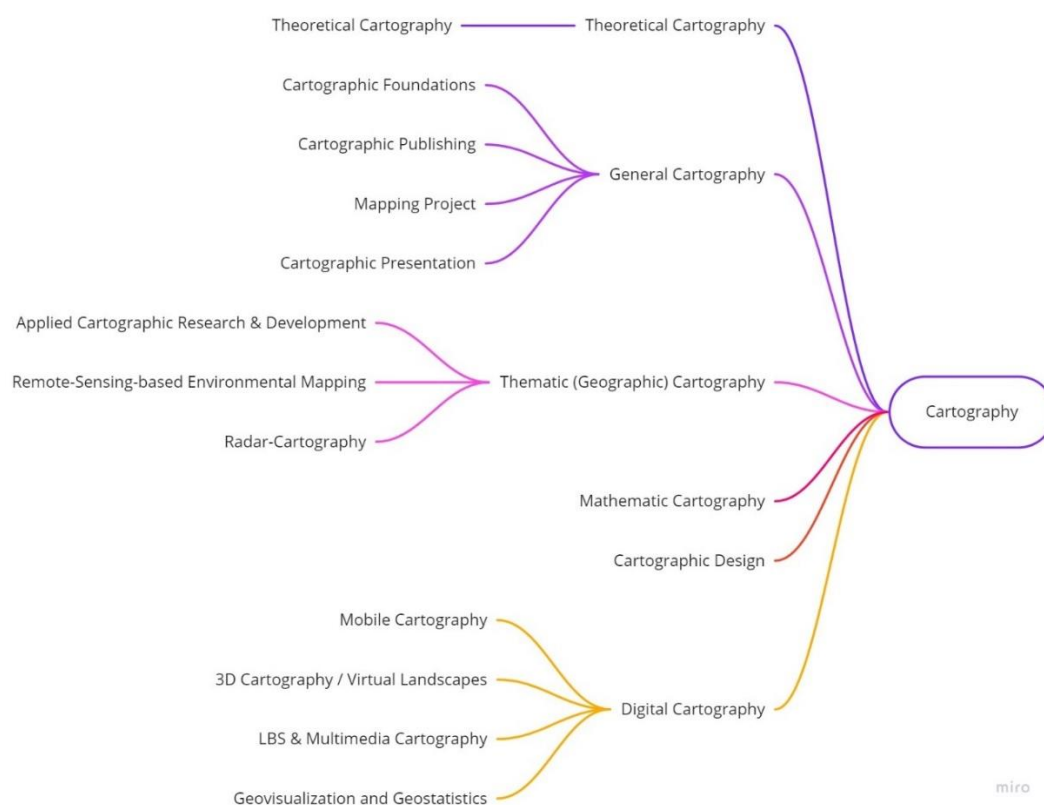 Theoretical Cartography
Theoretical Cartography
Cartographic Foundations
Cartographic Publishing
General Cartography
Mapping Project
Cartographic Presentation
Applied Cartographic Research & Development
Remote-Sensing-based Environmental Mapping
Thematic (Geographic) Cartography
Radar-Cartography
Cartography
Mathematic Cartography
Cartographic Design
Mobile Cartography
3D Cartography / Virtual Landscapes
Digital Cartography
LBS & Multimedia Cartography
Geovisualization and Geostatistics
miro